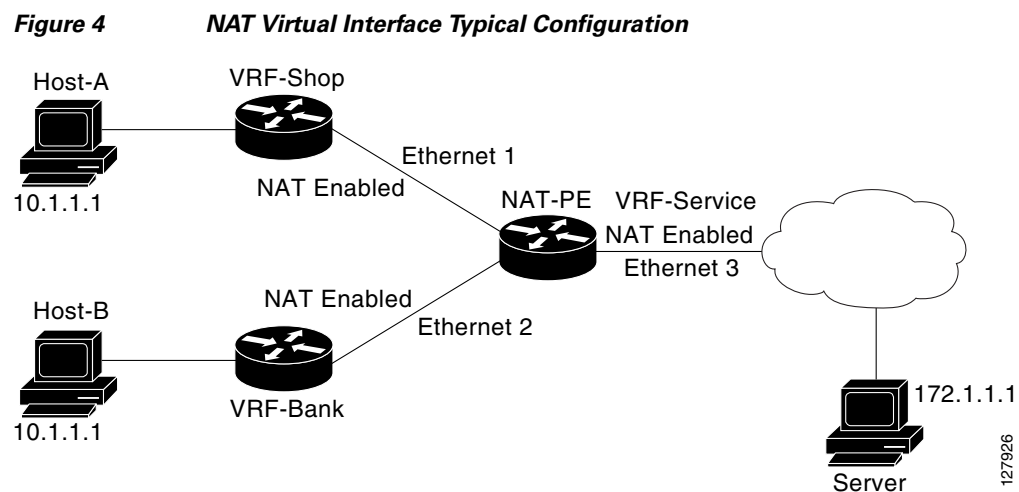 Figure 4 NAT Virtual Interface Typical Configuration
Host-A
VRF-Shop
Ethernet 1
NAT Enabled
10.1.1.1
NAT-PE
VRF-Service
NAT Enabled
Ethernet 3
NAT Enabled
Host-B
Ethernet 2
VRF-Bank
10.1.1.1
172.1.1.1
Server
127926